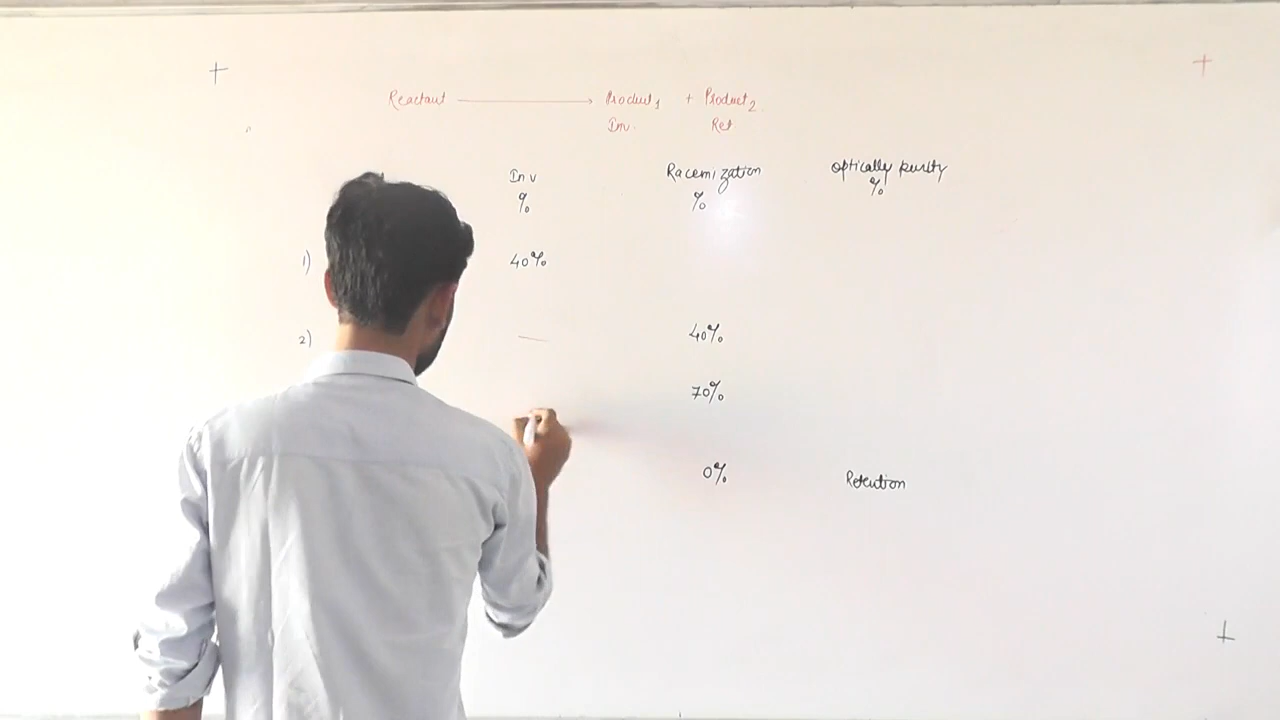 Reactant ⟶ Product1 + Product2
Inv. Ret
Inv Racemization optically purity
% % %
1) 40%
2) — 40%
70%
0% Retention